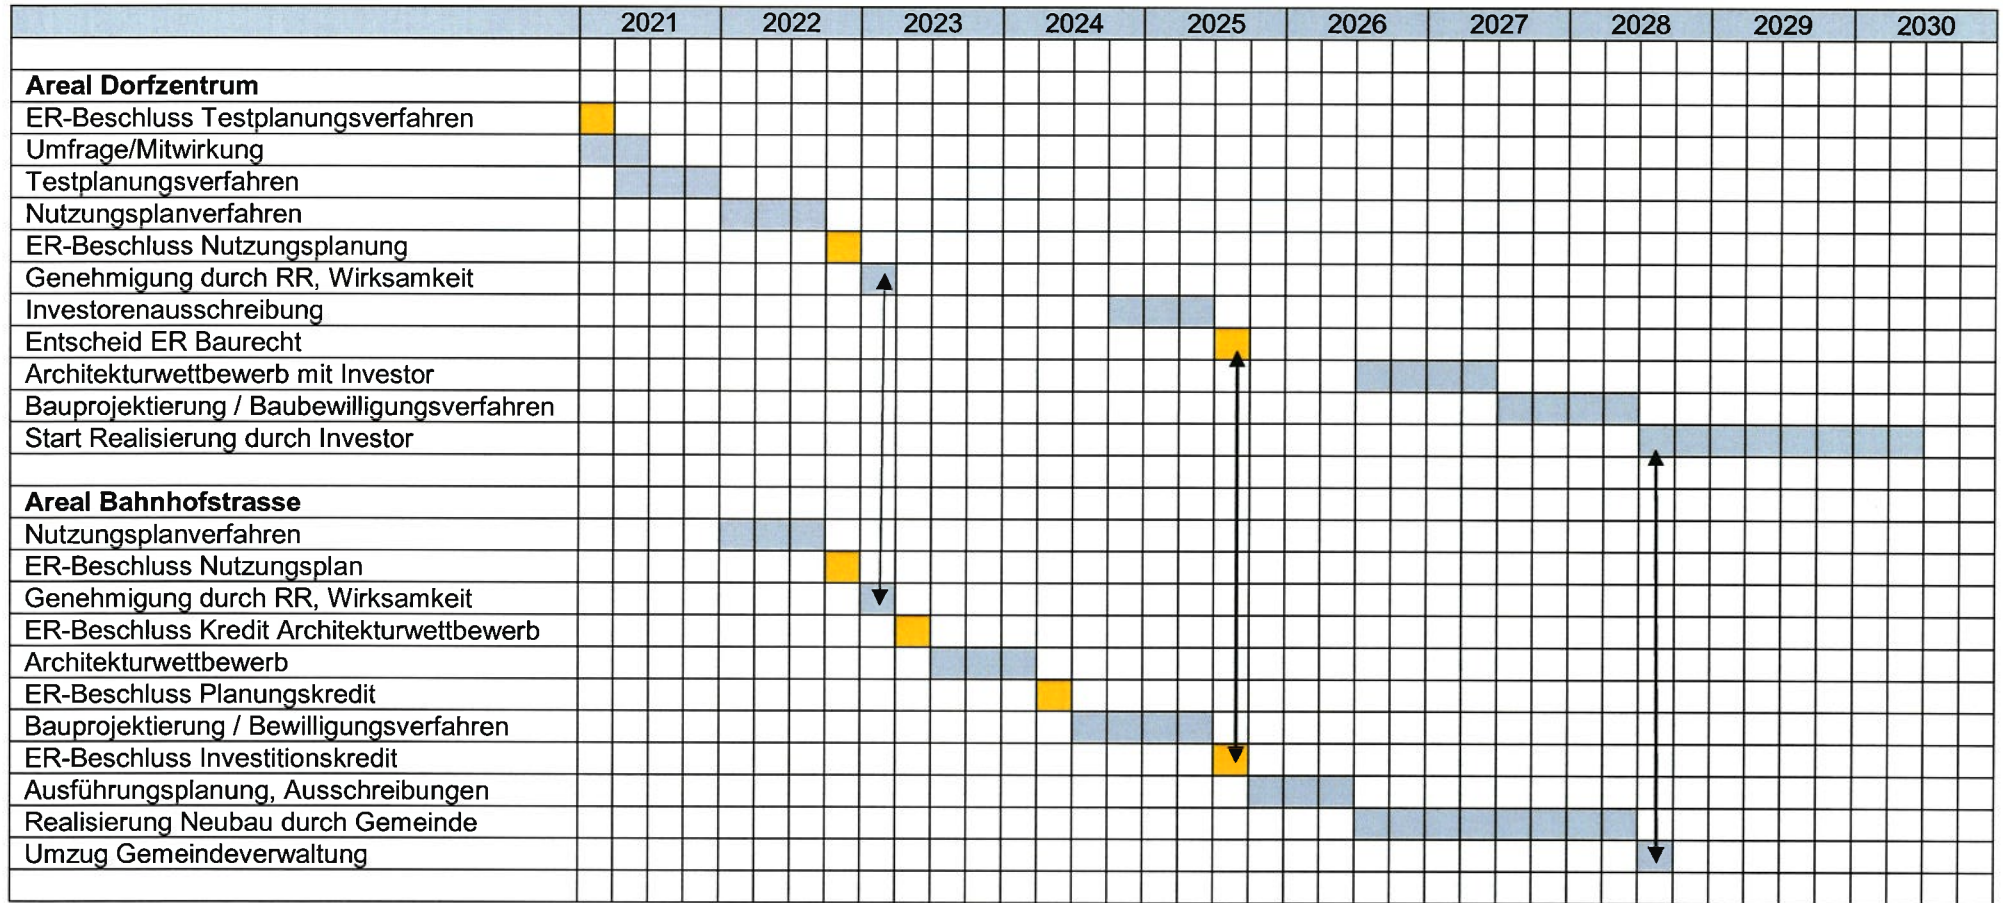 2021 2022 2023 2024 2025 2026 2027 2028 2029 2030
Areal Dorfzentrum
ER-Beschluss Testplanungsverfahren
Umfrage/Mitwirkung
Testplanungsverfahren
Nutzungsplanverfahren
ER-Beschluss Nutzungsplanung
Genehmigung durch RR, Wirksamkeit
Investorenausschreibung
Entscheid ER Baurecht
Architekturwettbewerb mit Investor
Bauprojektierung / Baubewilligungsverfahren
Start Realisierung durch Investor
Areal Bahnhofstrasse
Nutzungsplanverfahren
ER-Beschluss Nutzungsplan
Genehmigung durch RR, Wirksamkeit
ER-Beschluss Kredit Architekturwettbewerb
Architekturwettbewerb
ER-Beschluss Planungskredit
Bauprojektierung / Bewilligungsverfahren
ER-Beschluss Investitionskredit
Ausführungsplanung, Ausschreibungen
Realisierung Neubau durch Gemeinde
Umzug Gemeindeverwaltung